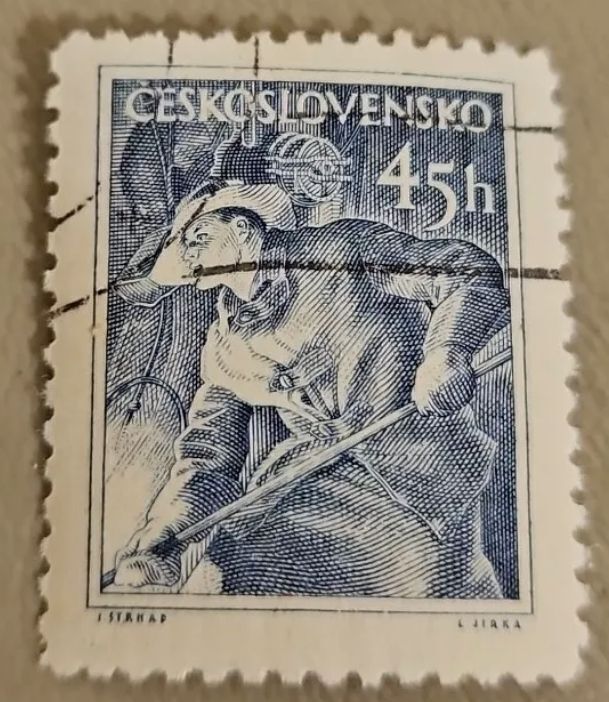 ČESKOSLOVENSKO
45h
J STRNAD
L JIRKA